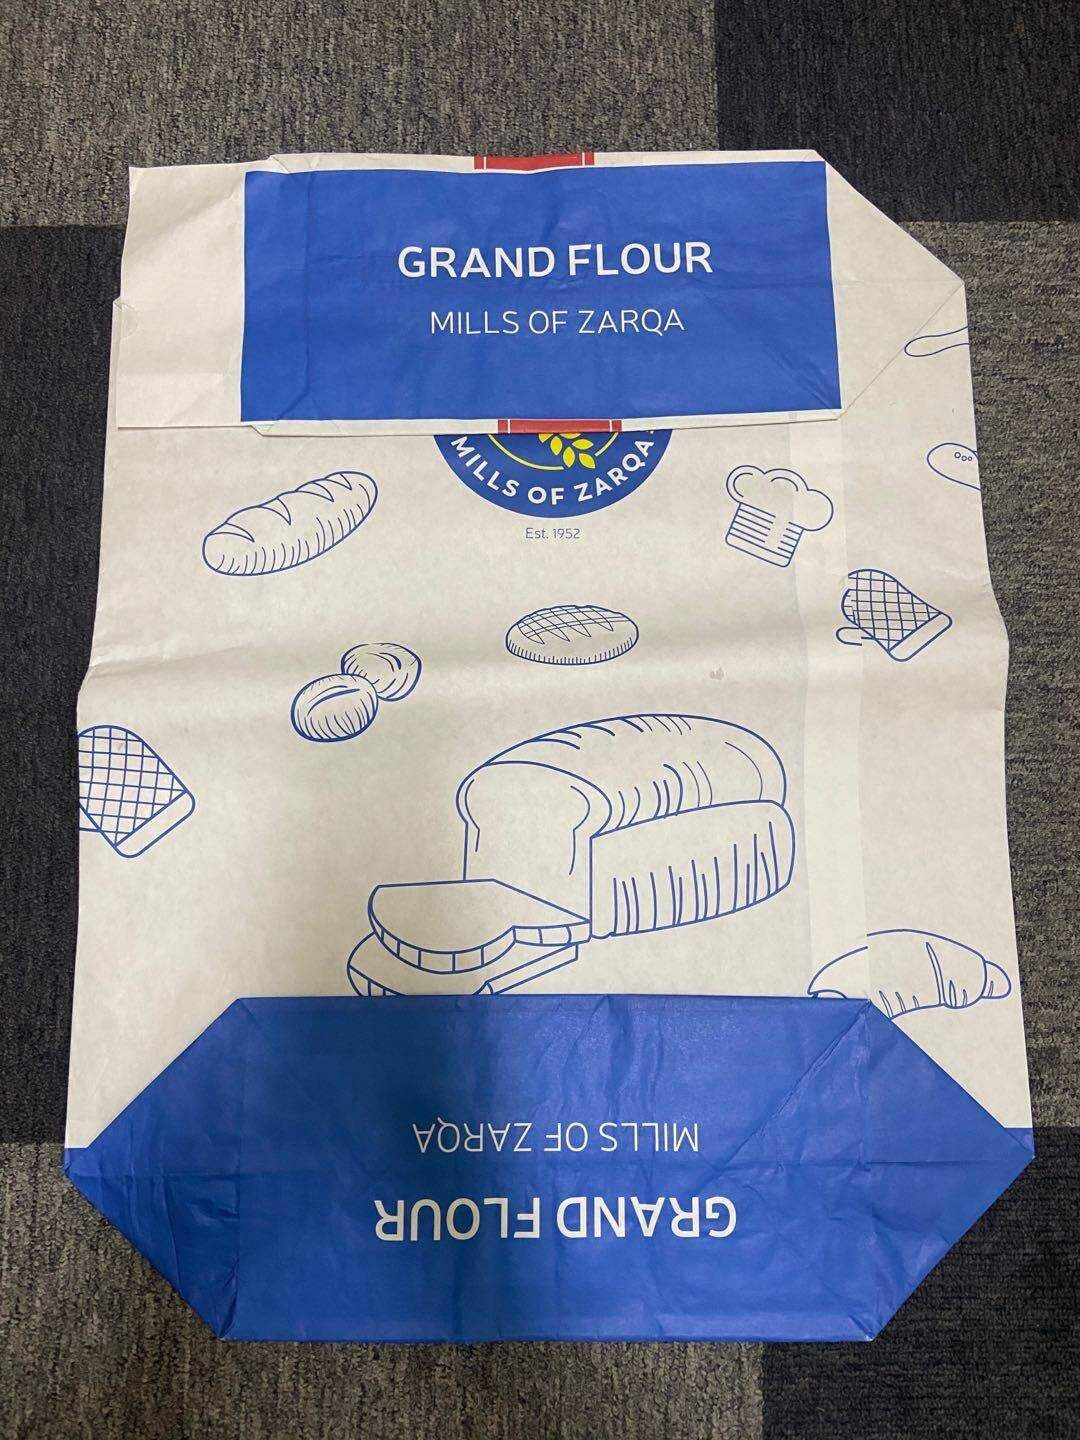 GRAND FLOUR
MILLS OF ZARQA
MILLS OF ZARQA
Est. 1952
MILLS OF ZARQA
GRAND FLOUR